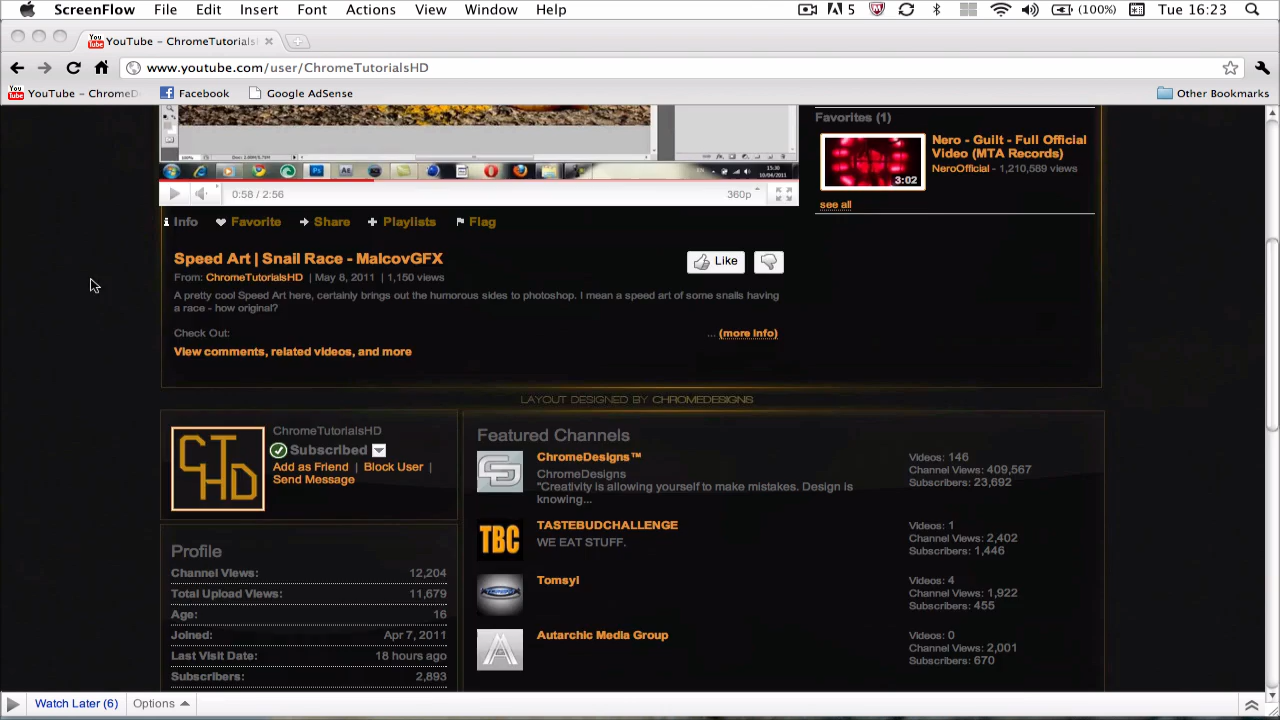 ScreenFlow File Edit Insert Font Actions View Window Help 5 (100%) Tue 16:23
YouTube – ChromeTutorials
www.youtube.com/user/ChromeTutorialsHD
YouTube – ChromeD Facebook Google AdSense Other Bookmarks
Favorites (1)
Nero - Guilt - Full Official
Video (MTA Records)
NeroOfficial - 1,210,589 views
3:02
see all
15:30
10/04/2011
0:58 / 2:56 360p
Info Favorite Share Playlists Flag
Speed Art | Snail Race - MalcovGFX
Like
From: ChromeTutorialsHD | May 8, 2011 | 1,150 views
A pretty cool Speed Art here, certainly brings out the humorous sides to photoshop. I mean a speed art of some snails having
a race - how original?
Check Out: ... (more info)
View comments, related videos, and more
LAYOUT DESIGNED BY CHROMEDESIGNS
CTHD
ChromeTutorialsHD
Subscribed
Add as Friend | Block User |
Send Message
Profile
Channel Views: 12,204
Total Upload Views: 11,679
Age: 16
Joined: Apr 7, 2011
Last Visit Date: 18 hours ago
Subscribers: 2,893
Featured Channels
ChromeDesigns™
ChromeDesigns
"Creativity is allowing yourself to make mistakes. Design is
knowing...
Videos: 146
Channel Views: 409,567
Subscribers: 23,692
TBC
TASTEBUDCHALLENGE
WE EAT STUFF.
Videos: 1
Channel Views: 2,402
Subscribers: 1,446
Tomsyl
Videos: 4
Channel Views: 1,922
Subscribers: 455
Autarchic Media Group
Videos: 0
Channel Views: 2,001
Subscribers: 670
Watch Later (6) Options